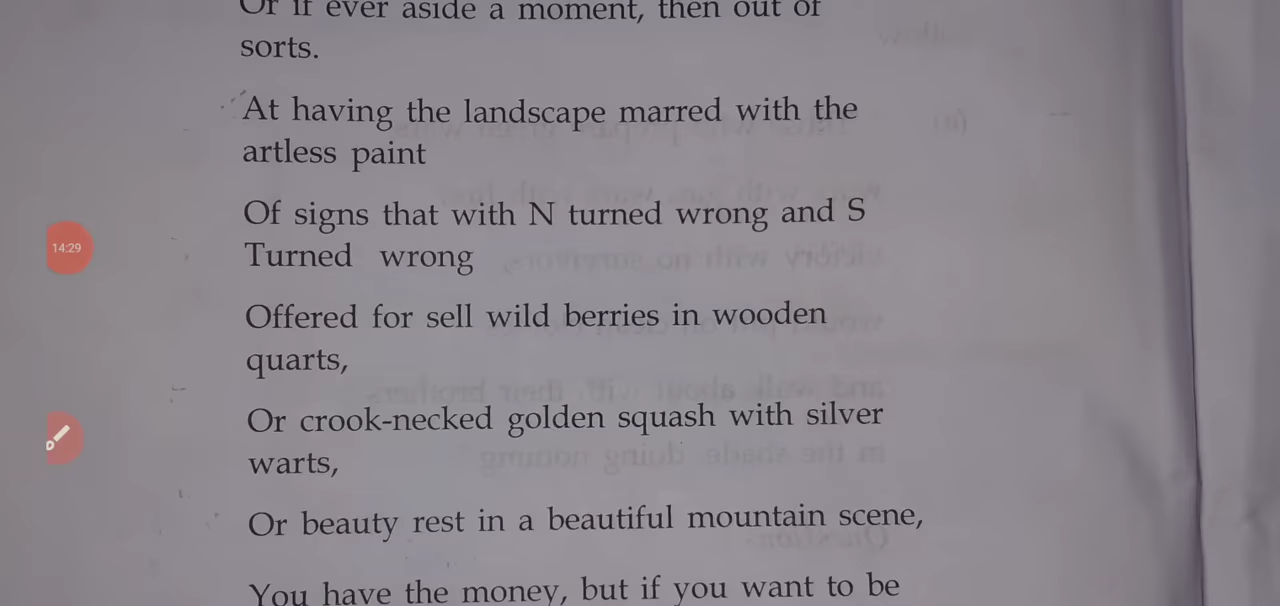 Or if ever aside a moment, then out of
sorts.
At having the landscape marred with the
artless paint
Of signs that with N turned wrong and S
Turned wrong
Offered for sell wild berries in wooden
quarts,
Or crook-necked golden squash with silver
warts,
Or beauty rest in a beautiful mountain scene,
You have the money, but if you want to be
14:29